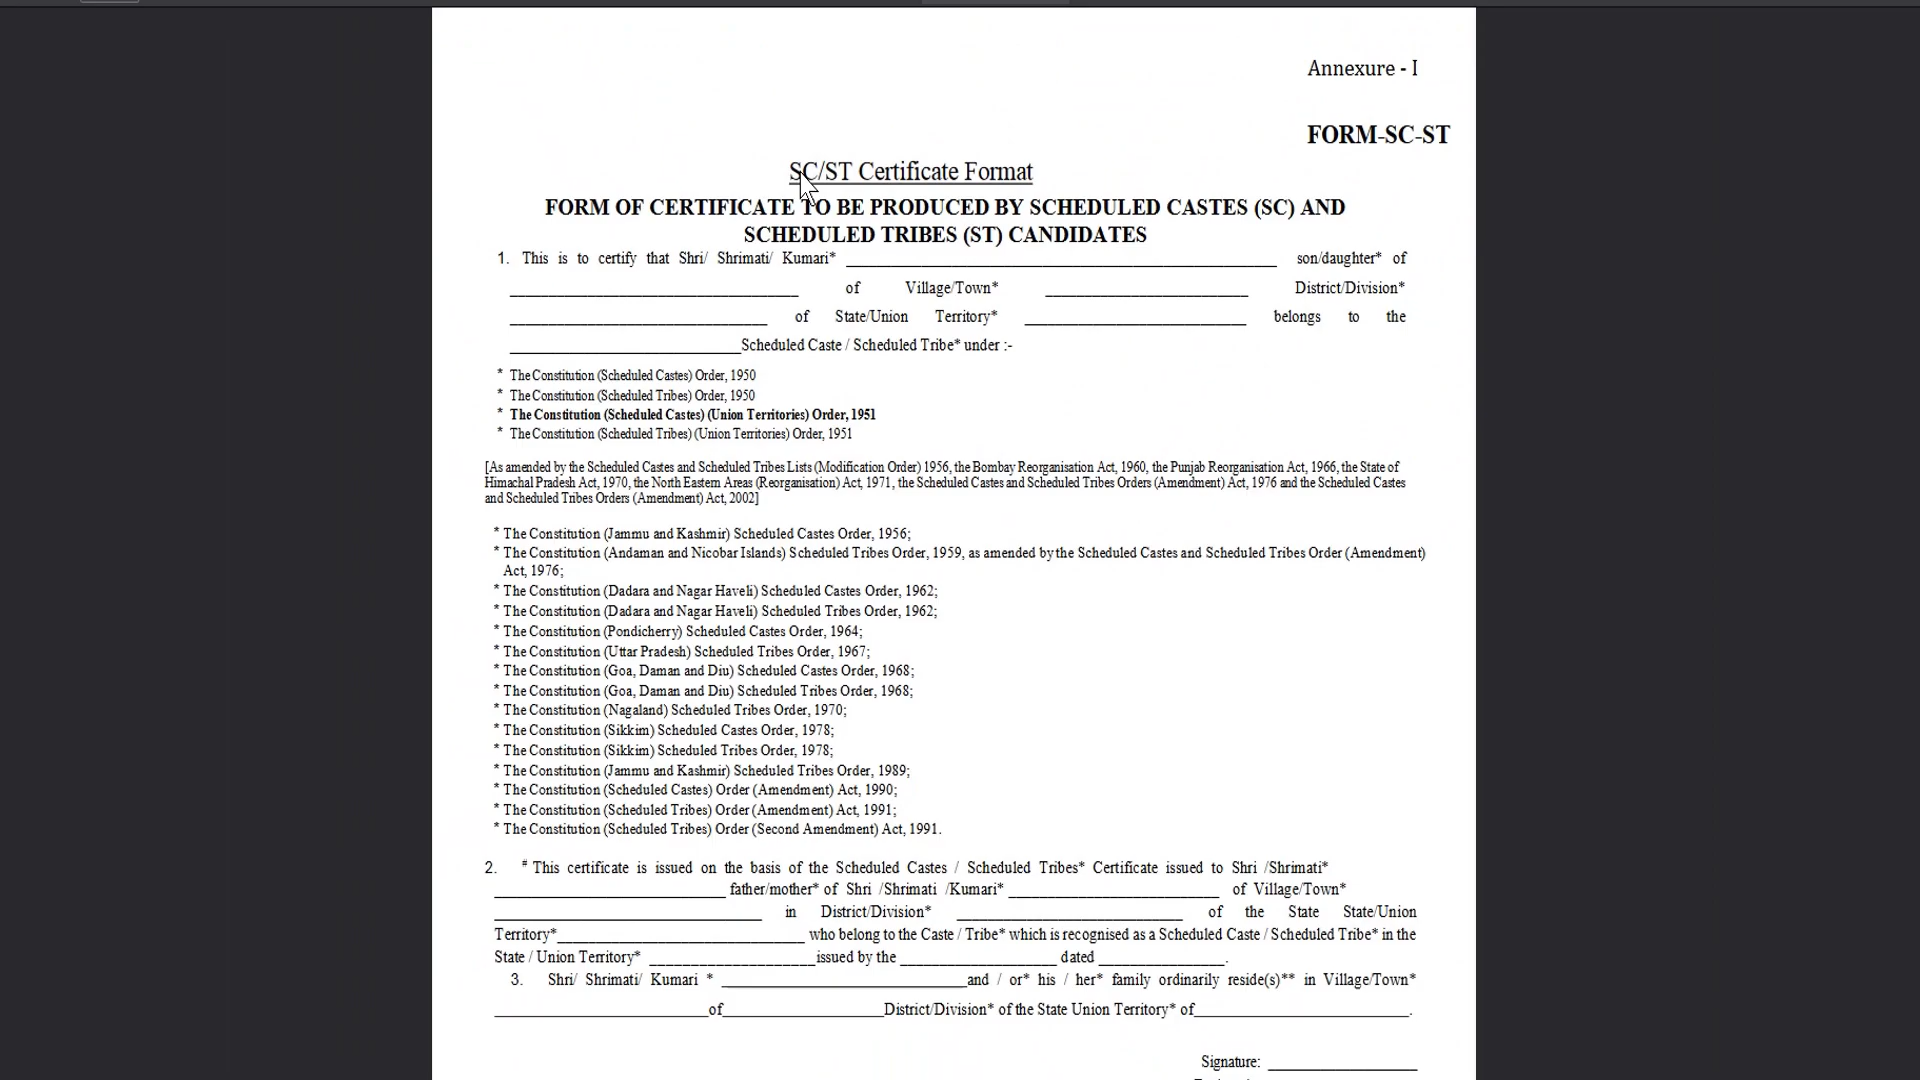 Annexure - I
FORM-SC-ST
SC/ST Certificate Format
FORM OF CERTIFICATE TO BE PRODUCED BY SCHEDULED CASTES (SC) AND
SCHEDULED TRIBES (ST) CANDIDATES
1. This is to certify that Shri/ Shrimati/ Kumari* ____________________ son/daughter* of
____________________ of Village/Town* ____________________ District/Division*
____________________ of State/Union Territory* ____________________ belongs to the
____________________Scheduled Caste / Scheduled Tribe* under :-
* The Constitution (Scheduled Castes) Order, 1950
* The Constitution (Scheduled Tribes) Order, 1950
* The Constitution (Scheduled Castes) (Union Territories) Order, 1951
* The Constitution (Scheduled Tribes) (Union Territories) Order, 1951
[As amended by the Scheduled Castes and Scheduled Tribes Lists (Modification Order) 1956, the Bombay Reorganisation Act, 1960, the Punjab Reorganisation Act, 1966, the State of
Himachal Pradesh Act, 1970, the North Eastern Areas (Reorganisation) Act, 1971, the Scheduled Castes and Scheduled Tribes Orders (Amendment) Act, 1976 and the Scheduled Castes
and Scheduled Tribes Orders (Amendment) Act, 2002]
* The Constitution (Jammu and Kashmir) Scheduled Castes Order, 1956;
* The Constitution (Andaman and Nicobar Islands) Scheduled Tribes Order, 1959, as amended by the Scheduled Castes and Scheduled Tribes Order (Amendment)
Act, 1976;
* The Constitution (Dadara and Nagar Haveli) Scheduled Castes Order, 1962;
* The Constitution (Dadara and Nagar Haveli) Scheduled Tribes Order, 1962;
* The Constitution (Pondicherry) Scheduled Castes Order, 1964;
* The Constitution (Uttar Pradesh) Scheduled Tribes Order, 1967;
* The Constitution (Goa, Daman and Diu) Scheduled Castes Order, 1968;
* The Constitution (Goa, Daman and Diu) Scheduled Tribes Order, 1968;
* The Constitution (Nagaland) Scheduled Tribes Order, 1970;
* The Constitution (Sikkim) Scheduled Castes Order, 1978;
* The Constitution (Sikkim) Scheduled Tribes Order, 1978;
* The Constitution (Jammu and Kashmir) Scheduled Tribes Order, 1989;
* The Constitution (Scheduled Castes) Order (Amendment) Act, 1990;
* The Constitution (Scheduled Tribes) Order (Amendment) Act, 1991;
* The Constitution (Scheduled Tribes) Order (Second Amendment) Act, 1991.
2. # This certificate is issued on the basis of the Scheduled Castes / Scheduled Tribes* Certificate issued to Shri /Shrimati*
____________________ father/mother* of Shri /Shrimati /Kumari* ____________________ of Village/Town*
____________________ in District/Division* ____________________ of the State State/Union
Territory*____________________ who belong to the Caste / Tribe* which is recognised as a Scheduled Caste / Scheduled Tribe* in the
State / Union Territory* ____________________issued by the ____________________ dated ________________.
3. Shri/ Shrimati/ Kumari * ____________________and / or* his / her* family ordinarily reside(s)** in Village/Town*
____________________of____________________District/Division* of the State Union Territory* of____________________.
Signature: ____________________